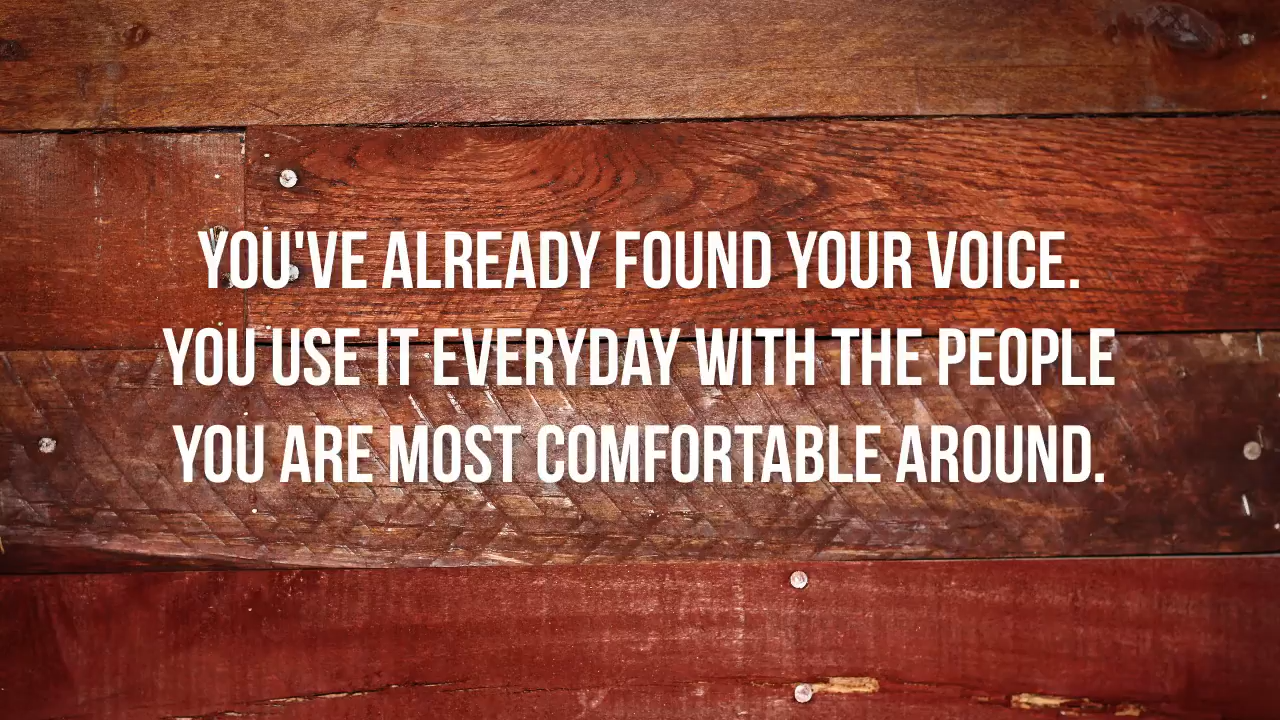 YOU'VE ALREADY FOUND YOUR VOICE.
YOU USE IT EVERYDAY WITH THE PEOPLE
YOU ARE MOST COMFORTABLE AROUND.